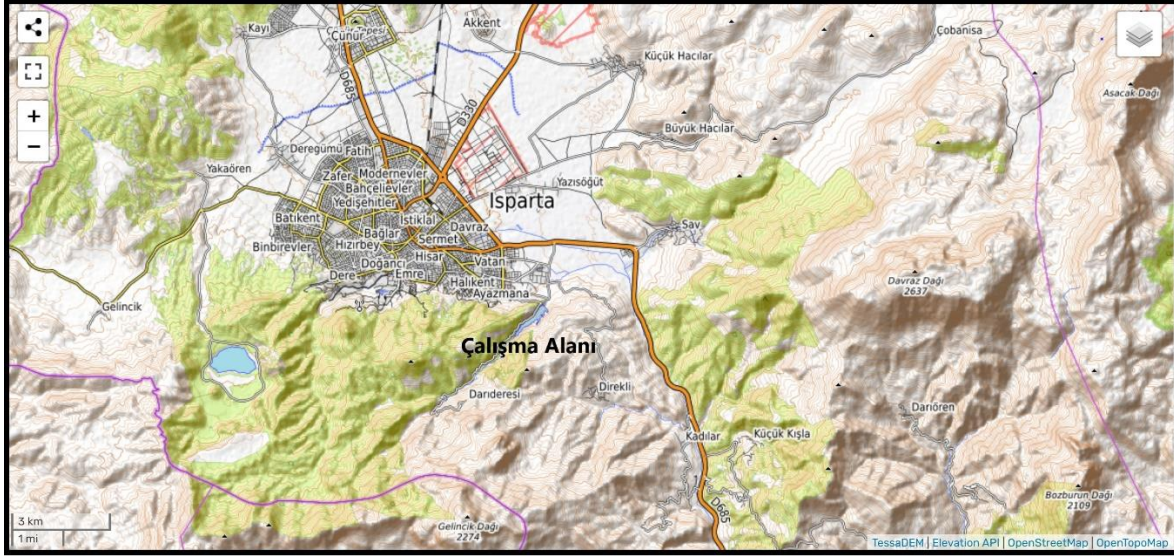 Kayı
Çünür
Tepesi
Akkent
Küçük Hacılar
Çobanisa
Asacak Dağı
D685
D330
Büyük Hacılar
Deregümü
Fatih
Yakaören
Zafer
Modernevler
Bahçelievler
Yazısöğüt
Yedişehitler
Isparta
Batıkent
İstiklal
Davraz
Sav
Bağlar
Sermet
Binbirevler
Hızırbey
Hisar
Vatan
Doğancı
Dere
Emre
Halıkent
Ayazmana
Davraz Dağı
2637
Gelincik
Çalışma Alanı
Darıderesi
Direkli
Darıören
Kadılar
Küçük Kışla
D685
Bozburun Dağı
2109
Gelincik Dağı
2274
3 km
1 mi
TessaDEM | Elevation API | OpenStreetMap | OpenTopoMap